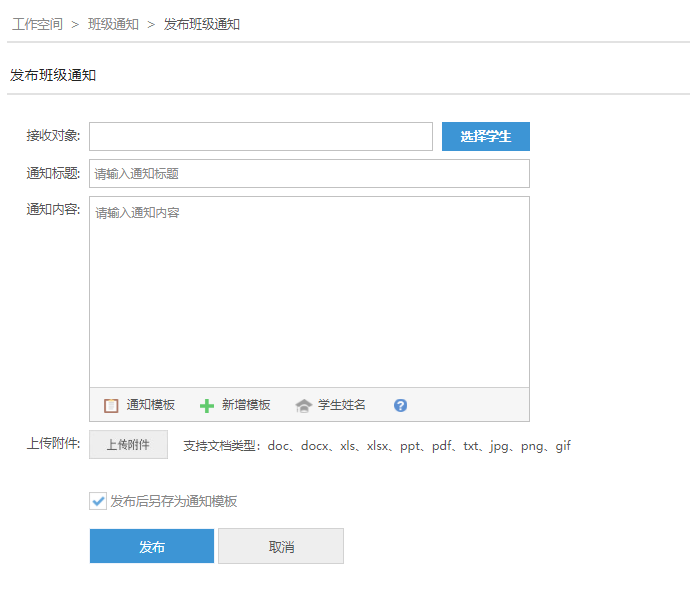 工作空间 > 班级通知 > 发布班级通知
发布班级通知
接收对象: 选择学生
通知标题: 请输入通知标题
通知内容: 请输入通知内容
通知模板 新增模板 学生姓名 ?
上传附件: 上传附件 支持文档类型：doc、docx、xls、xlsx、ppt、pdf、txt、jpg、png、gif
发布后另存为通知模板
发布 取消